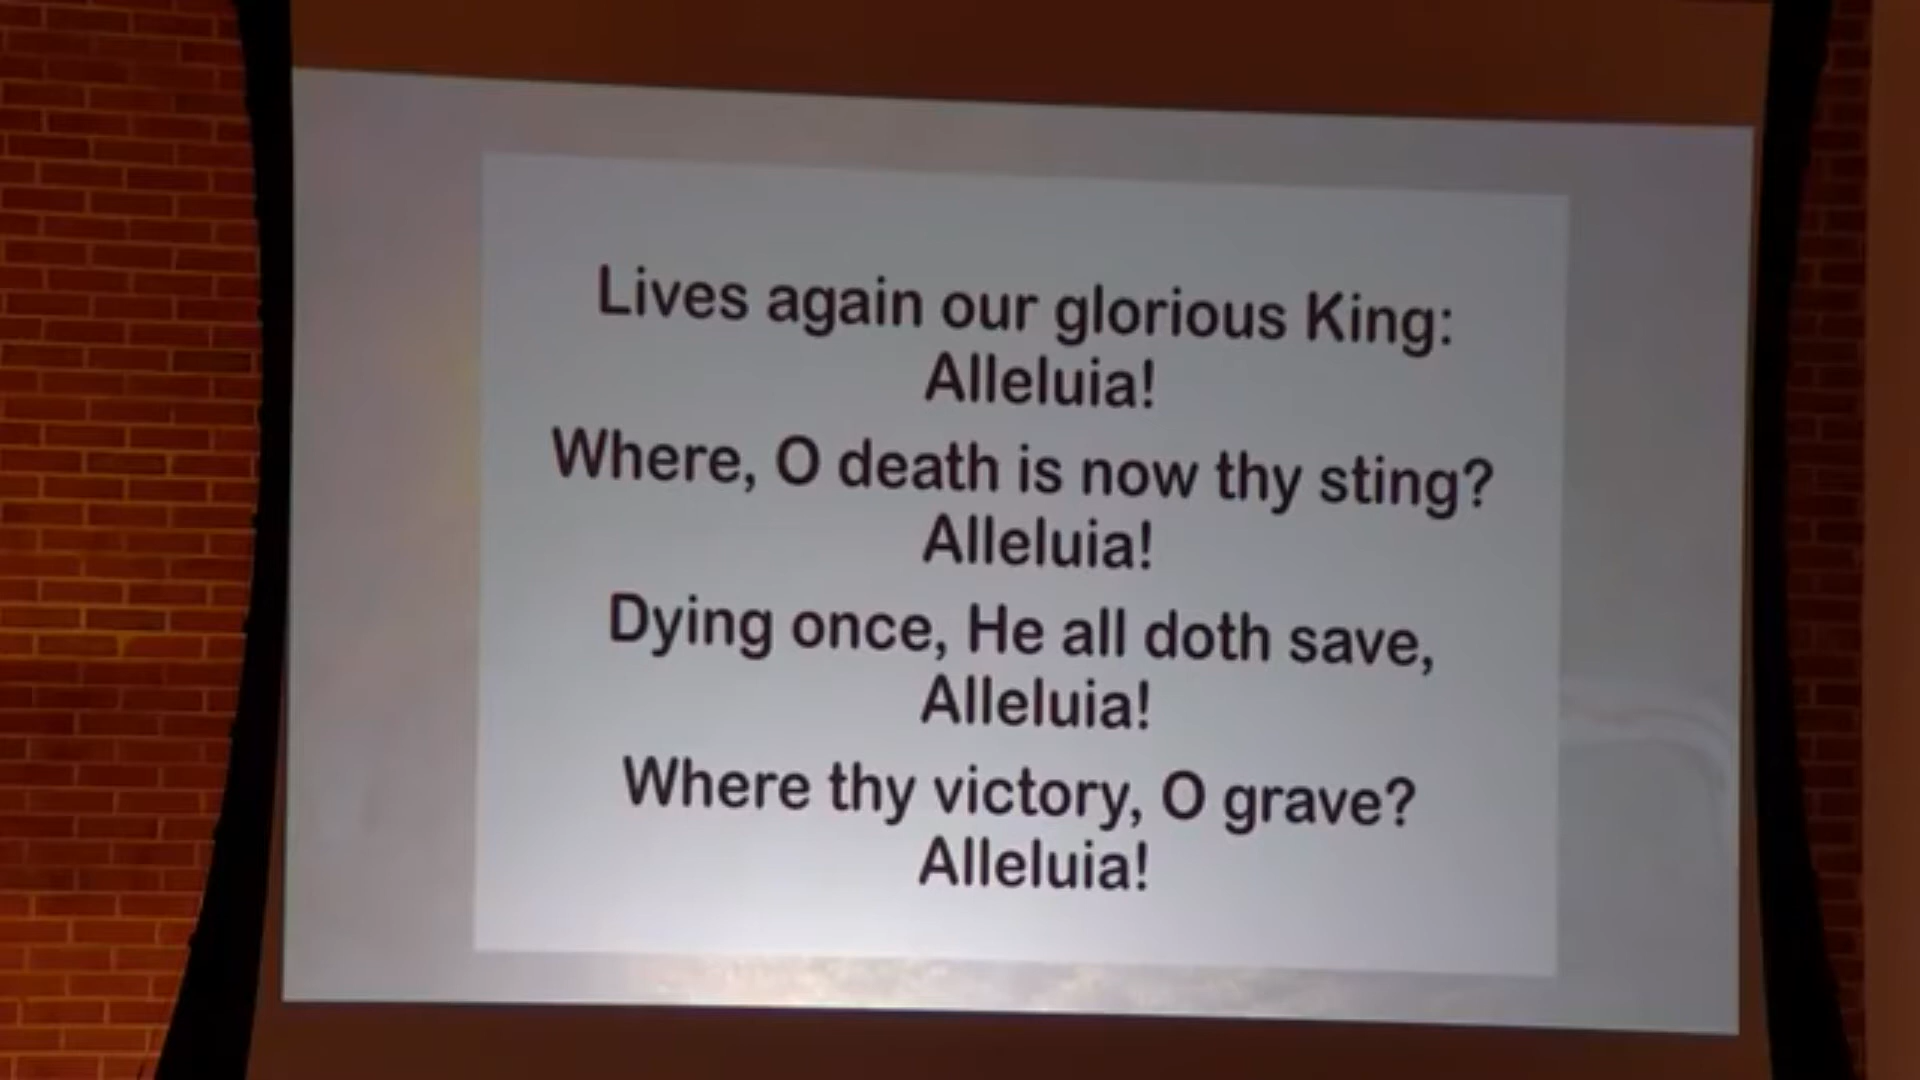 Lives again our glorious King:
Alleluia!
Where, O death is now thy sting?
Alleluia!
Dying once, He all doth save,
Alleluia!
Where thy victory, O grave?
Alleluia!